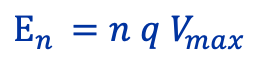 Eₙ = n q Vₘₐₓ